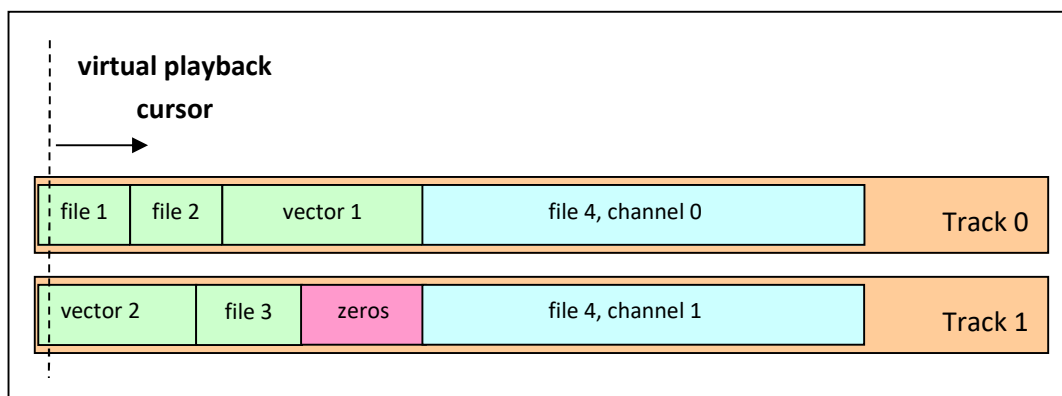 virtual playback
cursor
file 1 file 2 vector 1 file 4, channel 0 Track 0
vector 2 file 3 zeros file 4, channel 1 Track 1